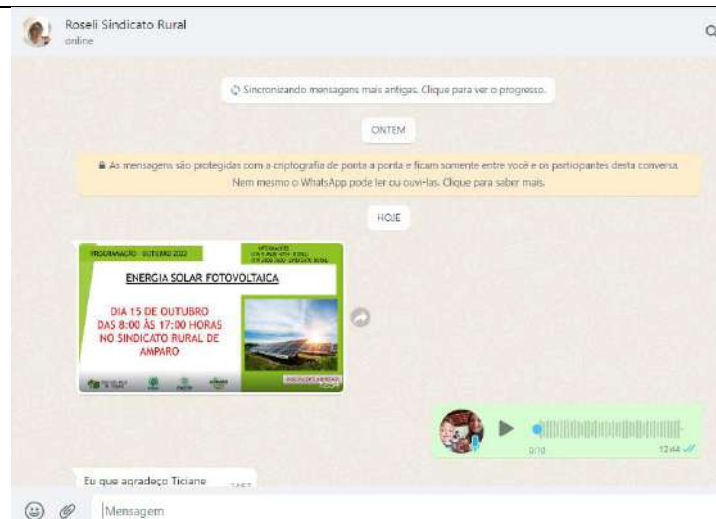 Roseli Sindicato Rural
online
Sincronizando mensagens mais antigas. Clique para ver o progresso.
ONTEM
As mensagens são protegidas com a criptografia de ponta a ponta e ficam somente entre você e os participantes desta conversa.
Nem mesmo o WhatsApp pode ler ou ouvi-las. Clique para saber mais.
HOJE
PROGRAMAÇÃO - OUTUBRO 2022
ENERGIA SOLAR FOTOVOLTAICA
DIA 15 DE OUTUBRO
DAS 8:00 ÀS 17:00 HORAS
NO SINDICATO RURAL DE
AMPARO
0:10
12:44
Eu que agradeço Ticiane
Mensagem